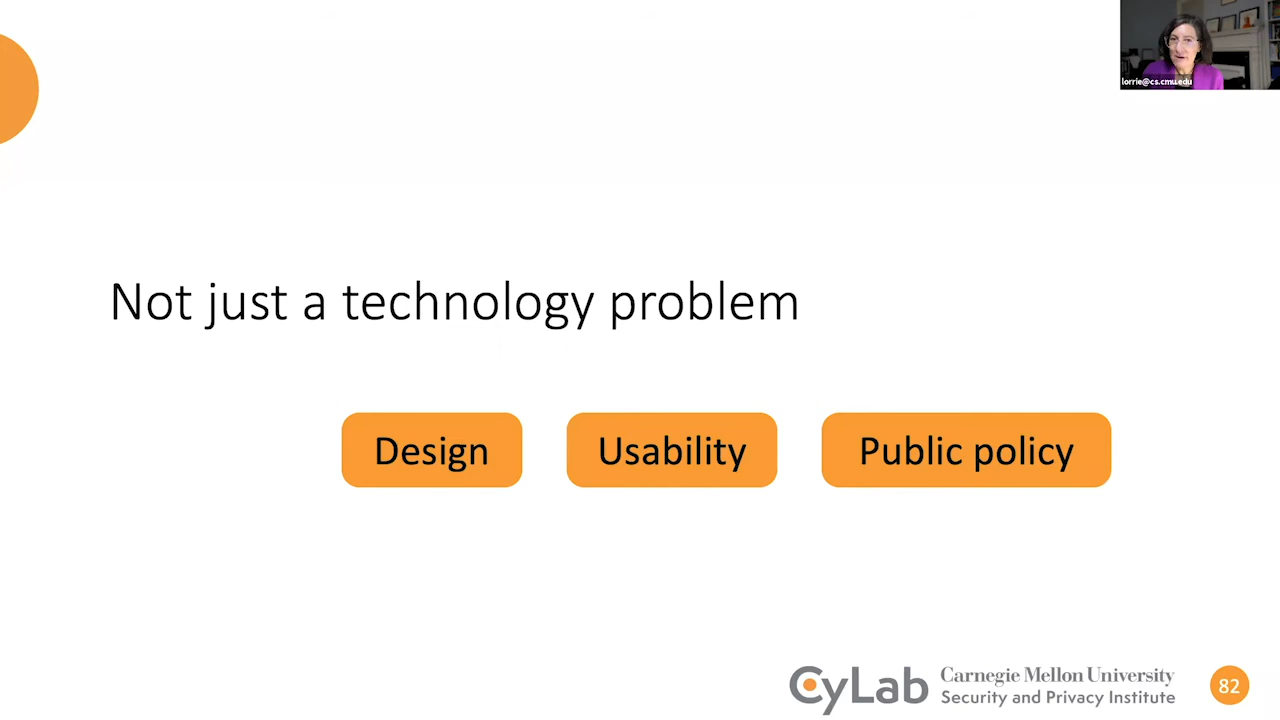 lorrie@cs.cmu.edu
Not just a technology problem
Design
Usability
Public policy
CyLab
Carnegie Mellon University
Security and Privacy Institute
82